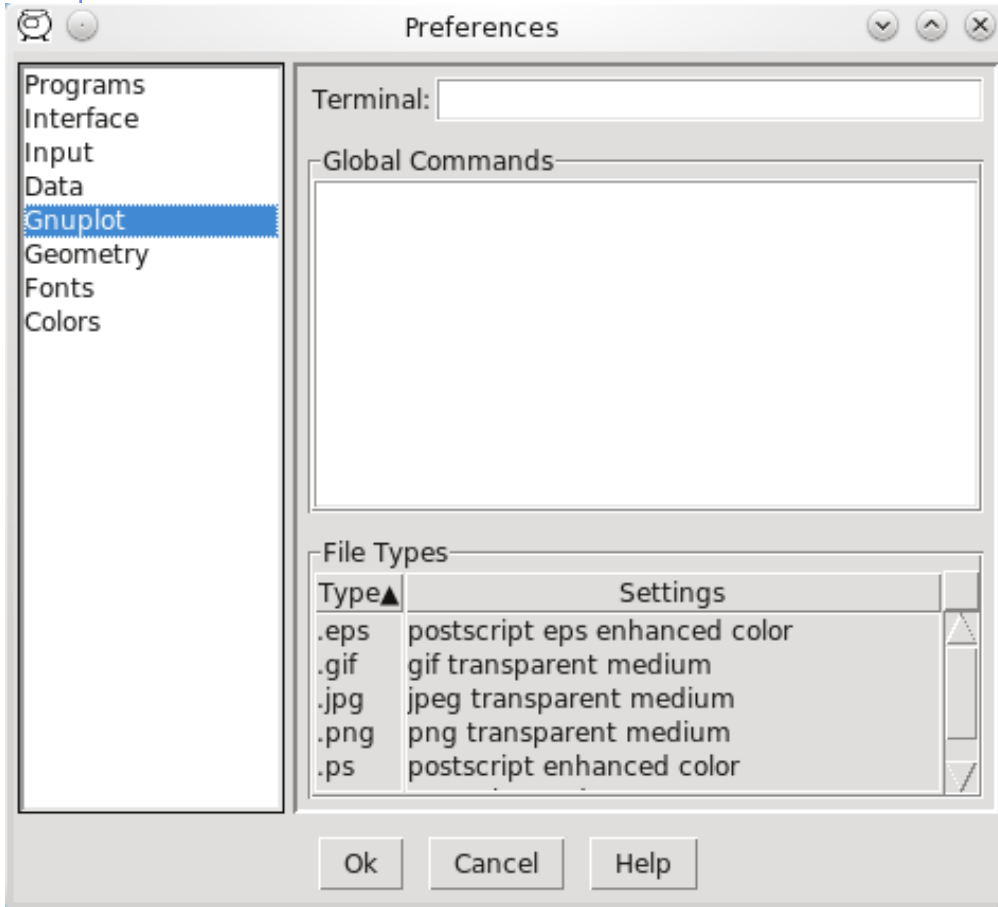 Preferences
Programs
Interface
Input
Data
Gnuplot
Geometry
Fonts
Colors
Terminal:
Global Commands
File Types
Type▲ Settings
.eps postscript eps enhanced color
.gif gif transparent medium
.jpg jpeg transparent medium
.png png transparent medium
.ps postscript enhanced color
Ok Cancel Help